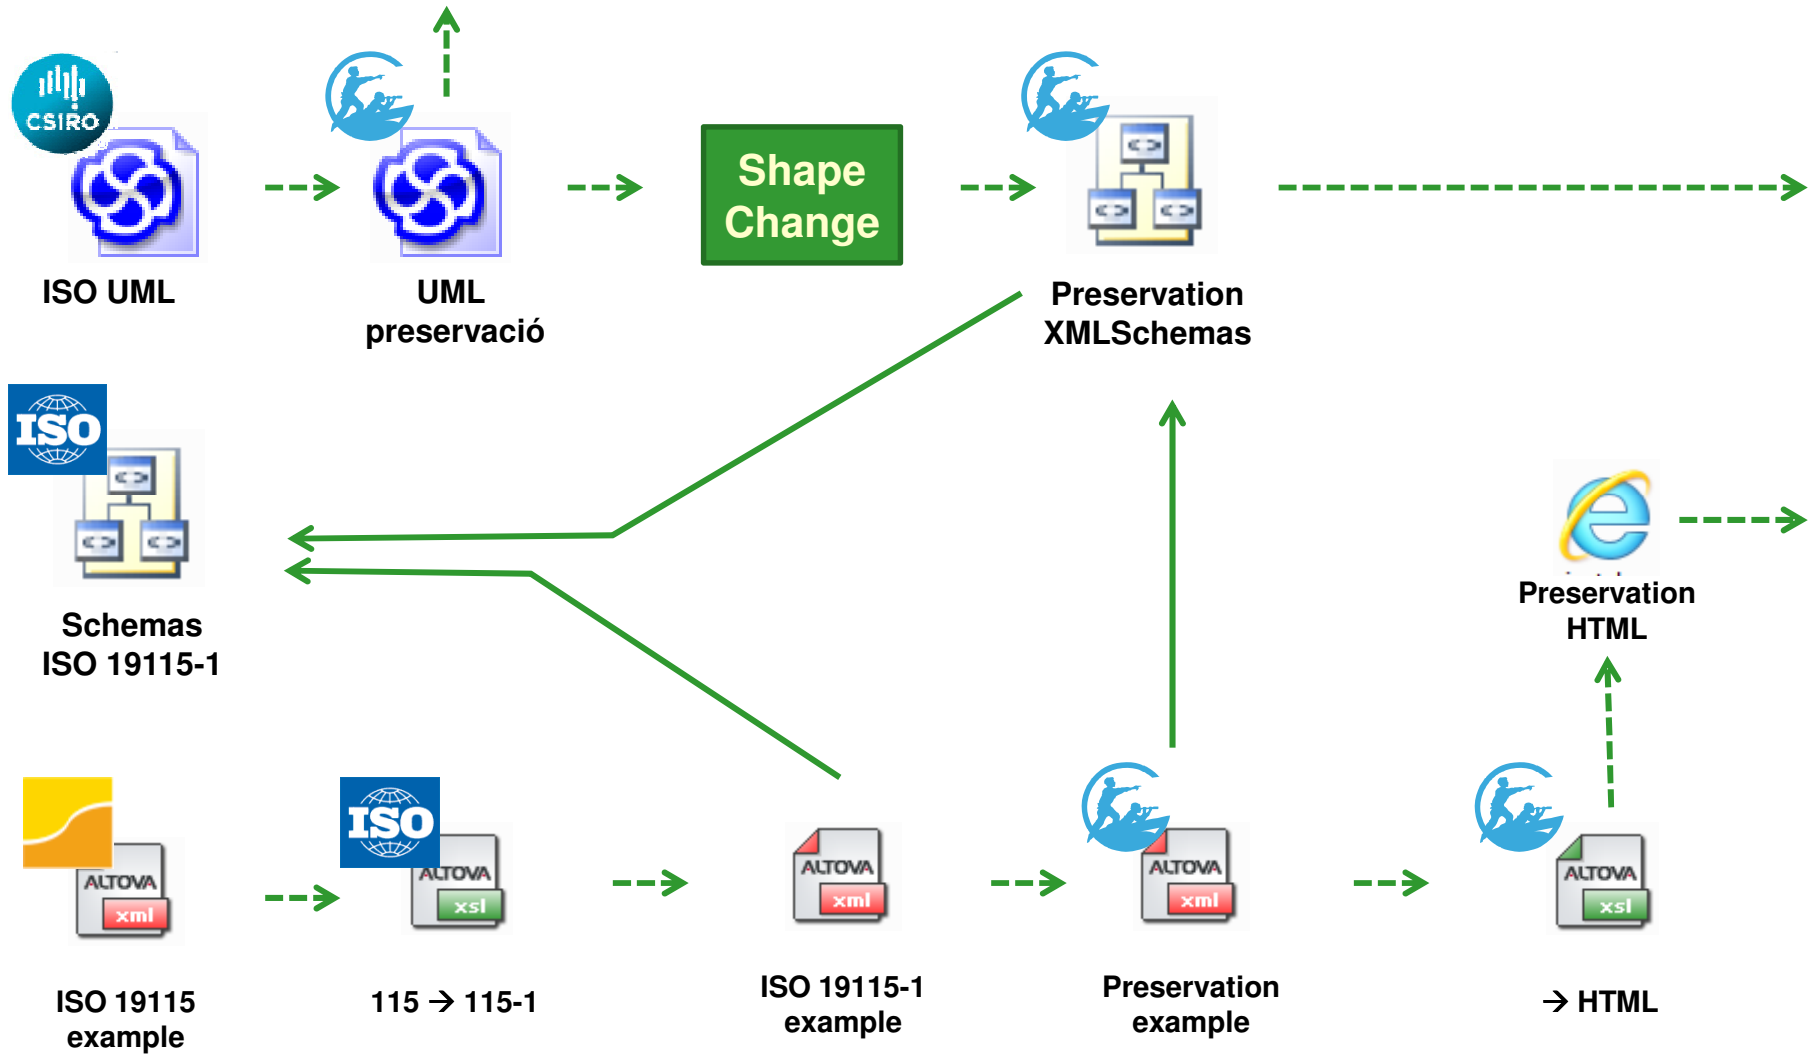 CSIRO
Shape
Change
ISO UML
UML
preservació
Preservation
XMLSchemas
ISO
Schemas
ISO 19115-1
Preservation
HTML
ALTOVA
xml
ISO
ALTOVA
xsl
ALTOVA
xml
ALTOVA
xml
ALTOVA
xsl
ISO 19115
example
115 → 115-1
ISO 19115-1
example
Preservation
example
→ HTML